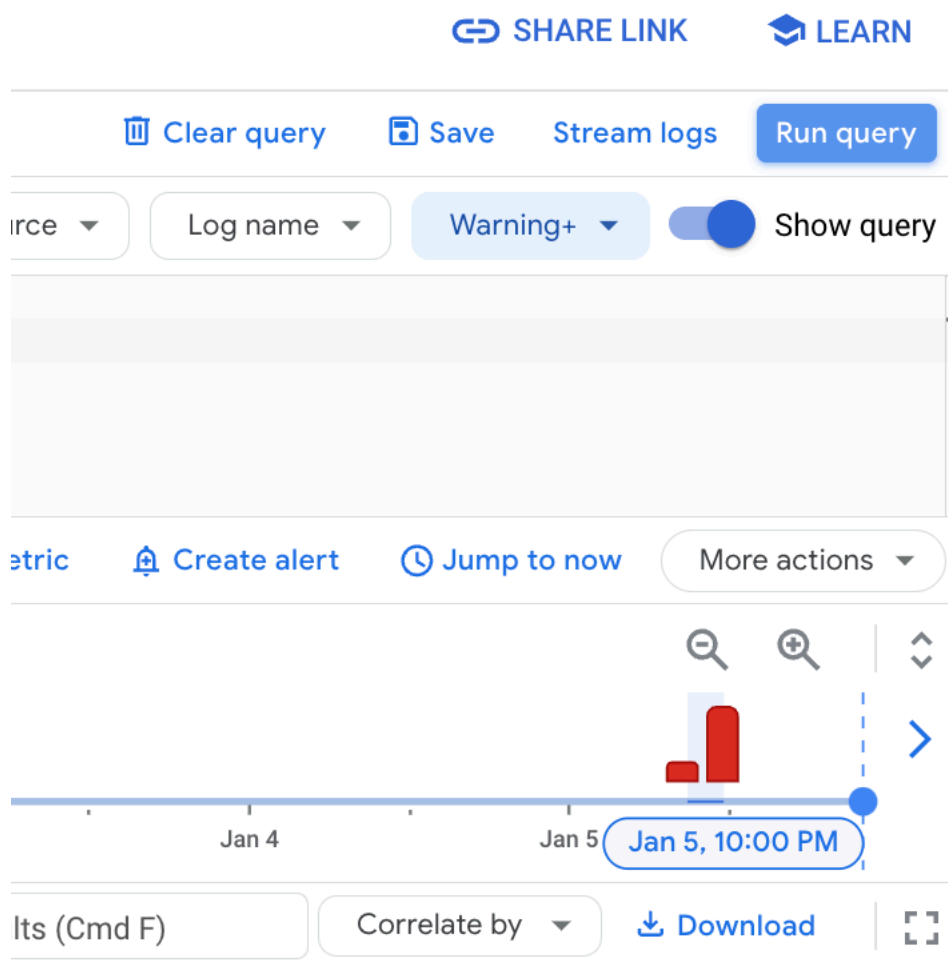 SHARE LINK LEARN
Clear query Save Stream logs Run query
urce Log name Warning+ Show query
etric Create alert Jump to now More actions
Jan 4 Jan 5 Jan 5, 10:00 PM
lts (Cmd F) Correlate by Download